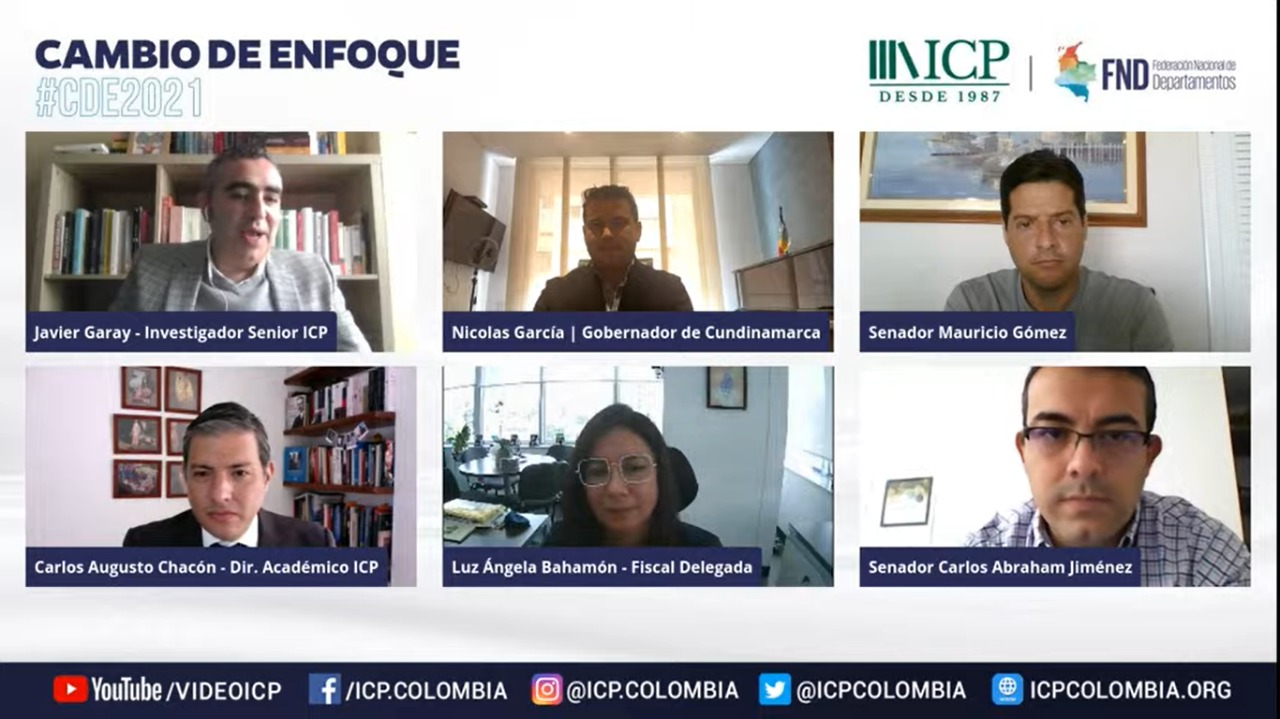 CAMBIO DE ENFOQUE
#CDE2021
ICP
DESDE 1987
FND
Federación Nacional de
Departamentos
Javier Garay - Investigador Senior ICP
Nicolas García | Gobernador de Cundinamarca
Senador Mauricio Gómez
Carlos Augusto Chacón - Dir. Académico ICP
Luz Ángela Bahamón - Fiscal Delegada
Senador Carlos Abraham Jiménez
YouTube/VIDEOICP
/ICP.COLOMBIA
@ICP.COLOMBIA
@ICPCOLOMBIA
ICPCOLOMBIA.ORG